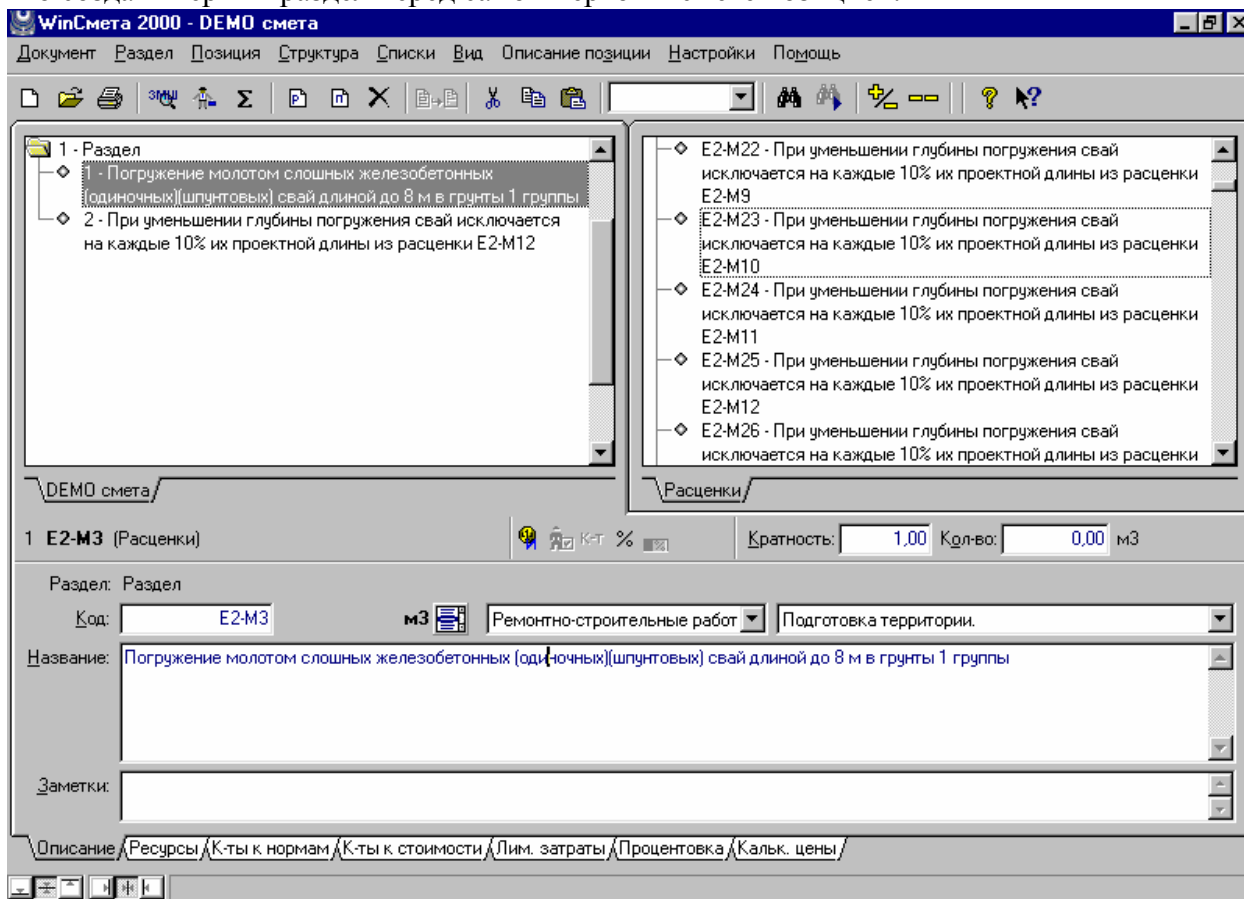 WinСмета 2000 - DEMO смета
Документ Раздел Позиция Структура Списки Вид Описание позиции Настройки Помощь
1 - Раздел
1 - Погружение молотом слошных железобетонных
(одиночных)(шпунтовых) свай длиной до 8 м в грунты 1 группы
2 - При уменьшении глубины погружения свай исключается
на каждые 10% их проектной длины из расценки Е2-М12
DEMO смета
Е2-М22 - При уменьшении глубины погружения свай
исключается на каждые 10% их проектной длины из расценки
Е2-М9
Е2-М23 - При уменьшении глубины погружения свай
исключается на каждые 10% их проектной длины из расценки
Е2-М10
Е2-М24 - При уменьшении глубины погружения свай
исключается на каждые 10% их проектной длины из расценки
Е2-М11
Е2-М25 - При уменьшении глубины погружения свай
исключается на каждые 10% их проектной длины из расценки
Е2-М12
Е2-М26 - При уменьшении глубины погружения свай
исключается на каждые 10% их проектной длины из расценки
Расценки
1 Е2-М3 (Расценки) К-т % Кратность: 1,00 Кол-во: 0,00 м3
Раздел: Раздел
Код: Е2-М3 м3 Ремонтно-строительные работ Подготовка территории.
Название: Погружение молотом слошных железобетонных (одиночных)(шпунтовых) свай длиной до 8 м в грунты 1 группы
Заметки:
Описание Ресурсы К-ты к нормам К-ты к стоимости Лим. затраты Процентовка Кальк. цены